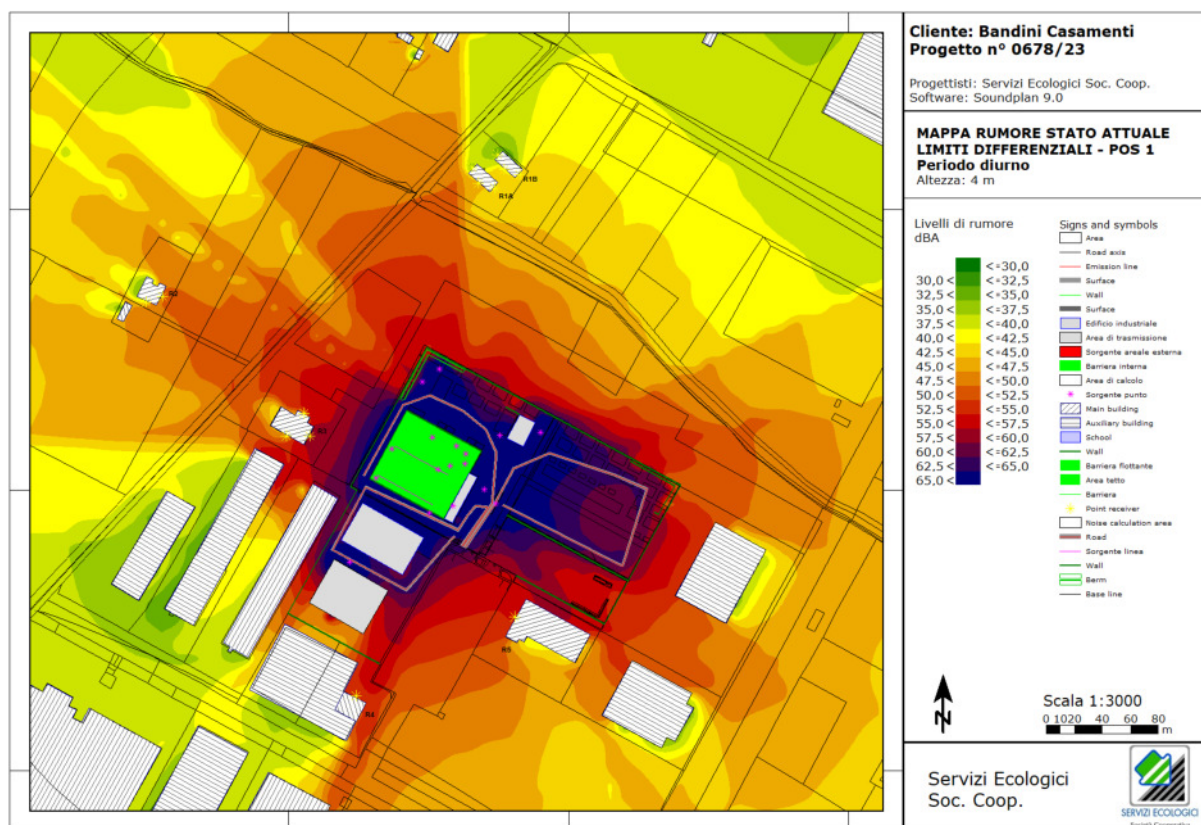 Cliente: Bandini Casamenti
Progetto n° 0678/23
Progettisti: Servizi Ecologici Soc. Coop.
Software: Soundplan 9.0
MAPPA RUMORE STATO ATTUALE
LIMITI DIFFERENZIALI - POS 1
Periodo diurno
Altezza: 4 m
Livelli di rumore
dBA
<=30,0
30,0 < <=32,5
32,5 < <=35,0
35,0 < <=37,5
37,5 < <=40,0
40,0 < <=42,5
42,5 < <=45,0
45,0 < <=47,5
47,5 < <=50,0
50,0 < <=52,5
52,5 < <=55,0
55,0 < <=57,5
57,5 < <=60,0
60,0 < <=62,5
62,5 < <=65,0
65,0 <
Signs and symbols
Area
Road axis
Emission line
Surface
Wall
Surface
Edificio industriale
Area di trasmissione
Sorgente areale esterna
Barriera interna
Area di calcolo
Sorgente punto
Main building
Auxiliary building
School
Wall
Barriera flottante
Area tetto
Barriera
Point receiver
Noise calculation area
Road
Sorgente linea
Wall
Berm
Base line
R1B
R1A
R2
R5
R4
N
Scala 1:3000
0 1020 40 60 80
m
Servizi Ecologici
Soc. Coop.
SERVIZI ECOLOGICI